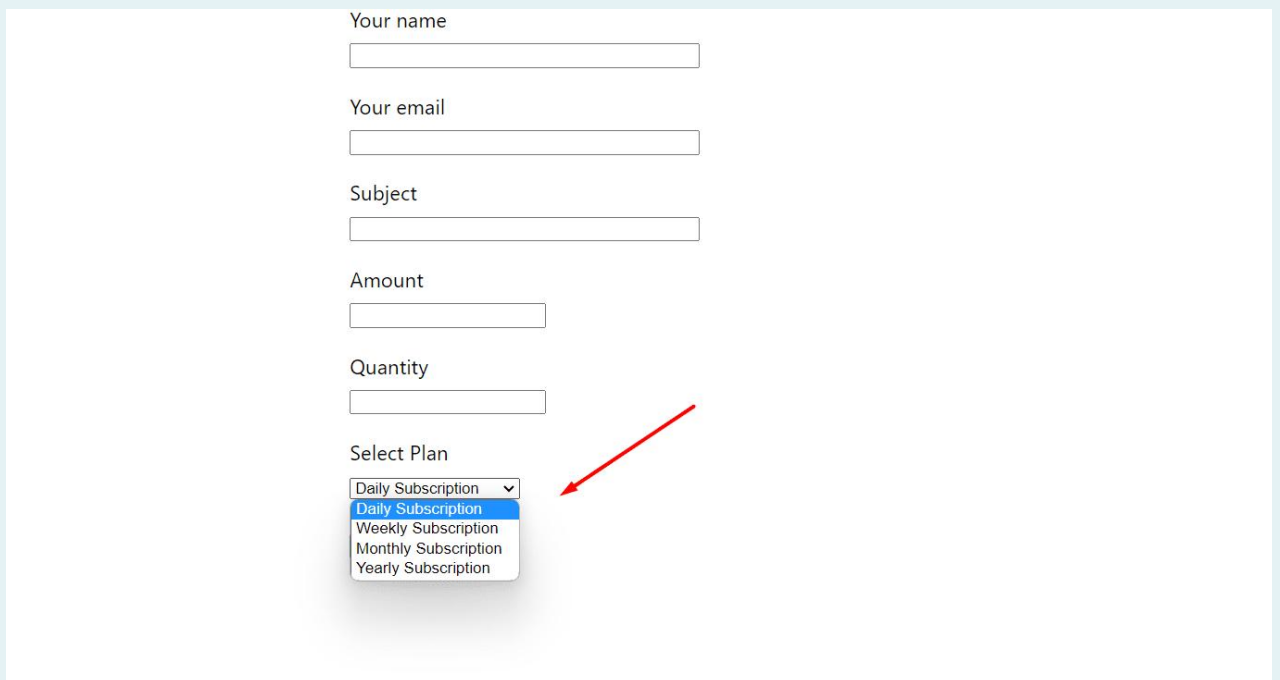 Your name
Your email
Subject
Amount
Quantity
Select Plan
Daily Subscription
Daily Subscription
Weekly Subscription
Monthly Subscription
Yearly Subscription